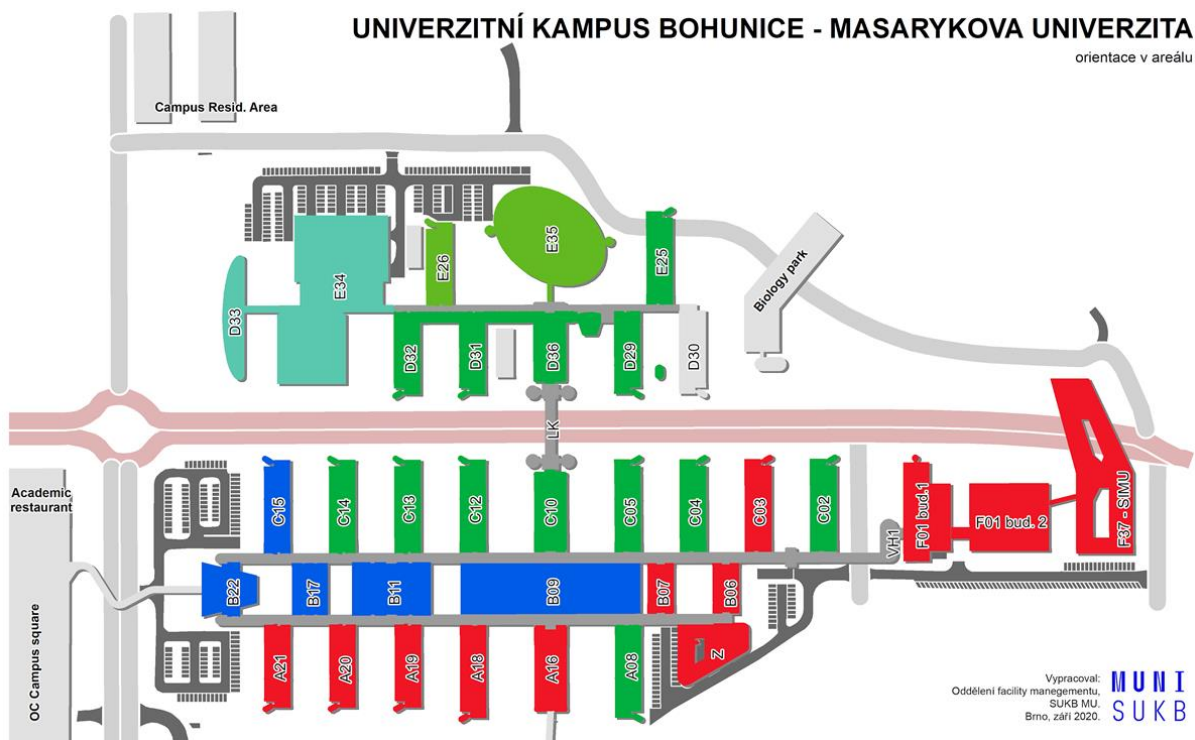 UNIVERZITNÍ KAMPUS BOHUNICE - MASARYKOVA UNIVERZITA
orientace v areálu
Campus Resid. Area
E35
E26
E25
E34
Biology park
D33
D32
D31
D36
D29
D30
LK
Academic
restaurant
C15
C14
C13
C12
C10
C05
C04
C03
C02
VH1
F01 bud.1
F01 bud. 2
F37 - SIMU
B22
B17
B11
B09
B07
B06
OC Campus square
A21
A20
A19
A18
A16
A08
Z
Vypracoval:
Oddělení facility manegementu,
SUKB MU.
Brno, září 2020.
MUNI
SUKB